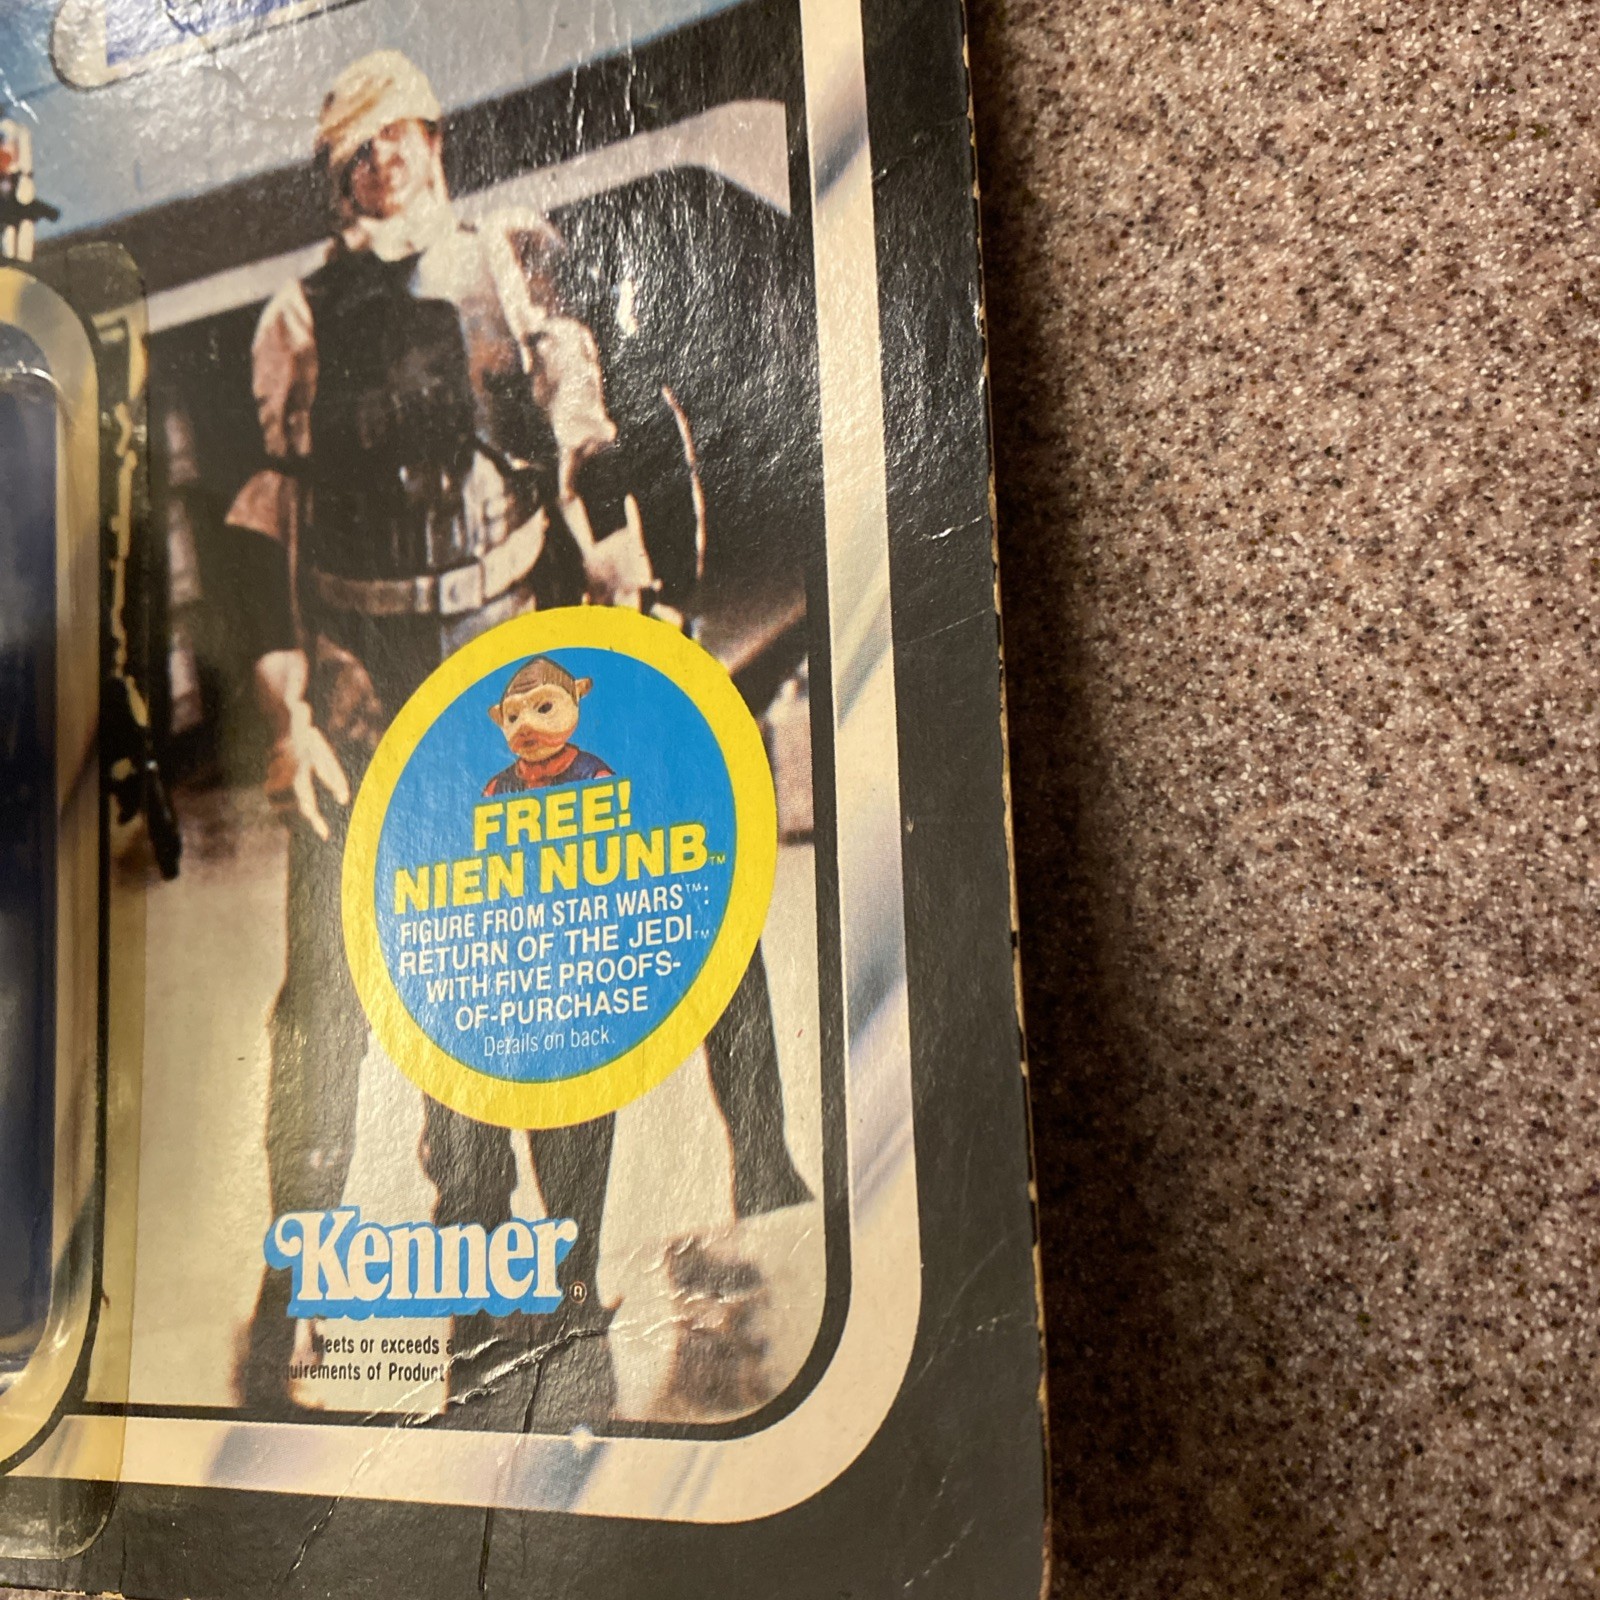 FREE!
NIEN NUNB™
FIGURE FROM STAR WARS™:
RETURN OF THE JEDI™
WITH FIVE PROOFS-
OF-PURCHASE
Details on back.
Kenner®
Meets or exceeds
of Product